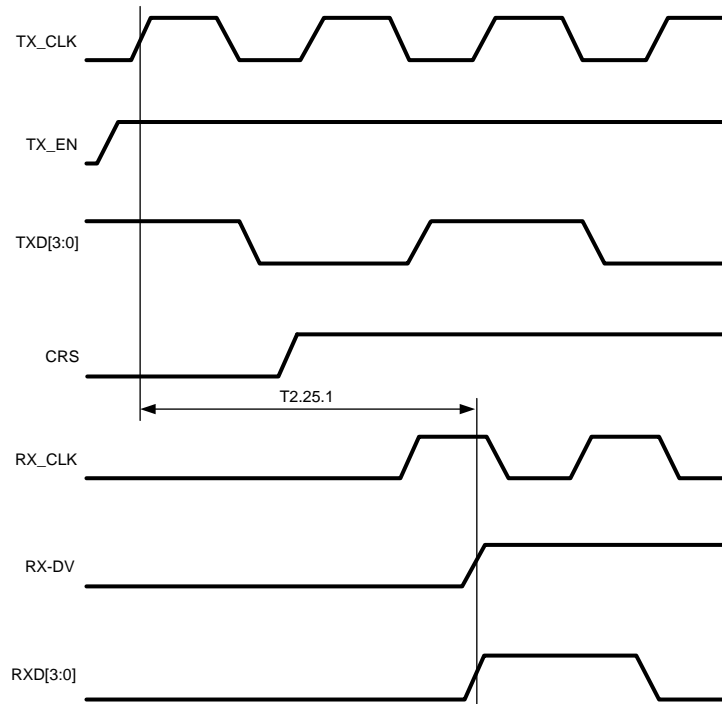 TX_CLK
TX_EN
TXD[3:0]
CRS
T2.25.1
RX_CLK
RX-DV
RXD[3:0]